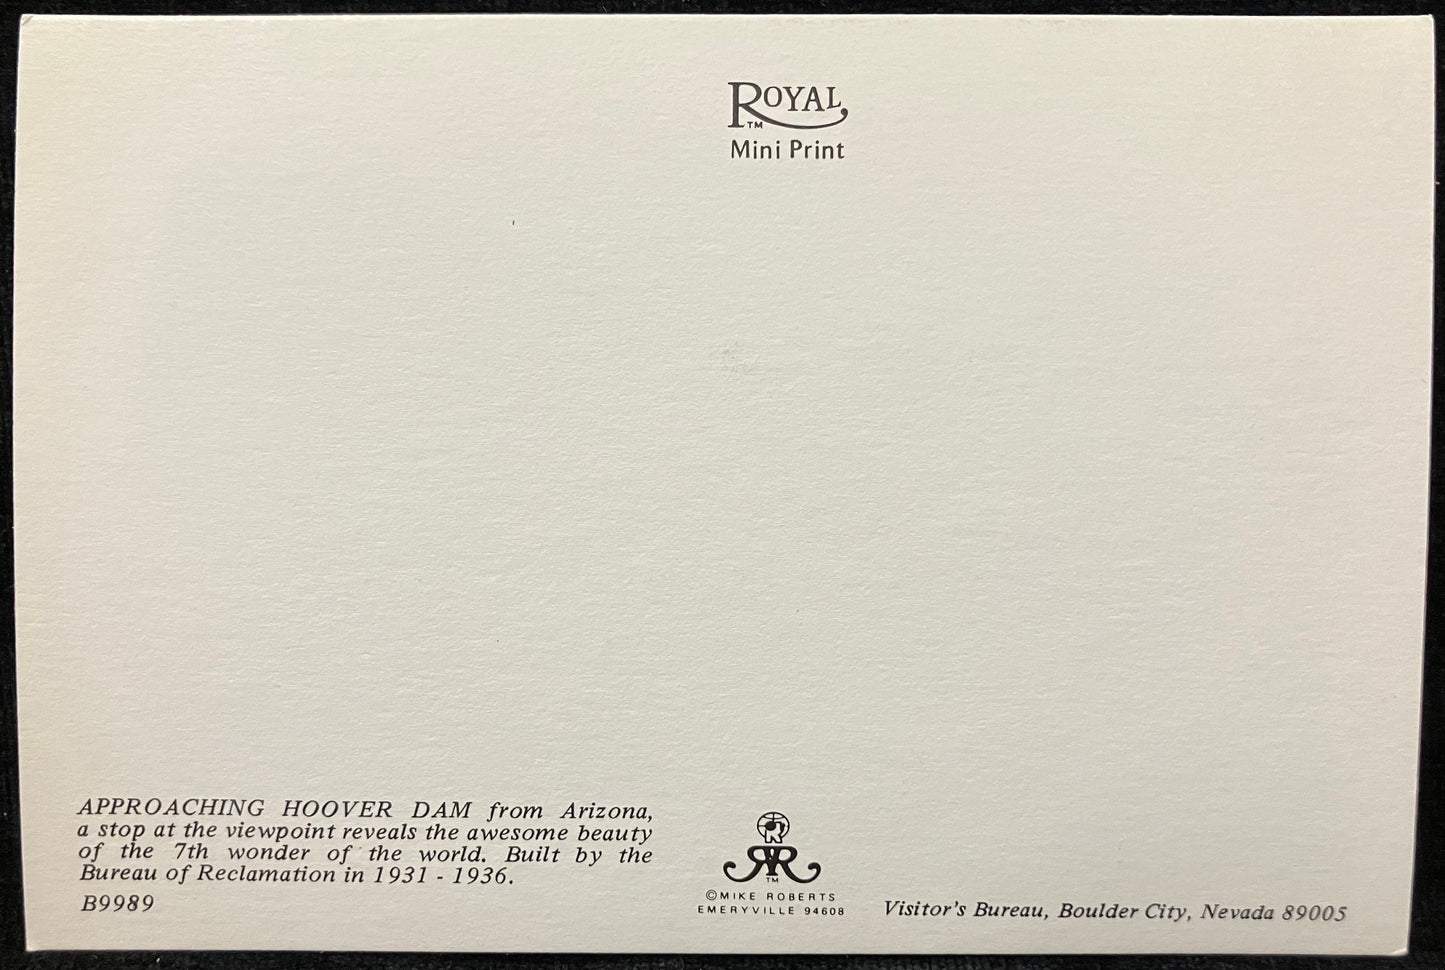 ROYAL
TM
Mini Print
APPROACHING HOOVER DAM from Arizona,
a stop at the viewpoint reveals the awesome beauty
of the 7th wonder of the world. Built by the
Bureau of Reclamation in 1931 - 1936.
B9989
R
RR
TM
©MIKE ROBERTS
EMERYVILLE 94608
Visitor's Bureau, Boulder City, Nevada 89005